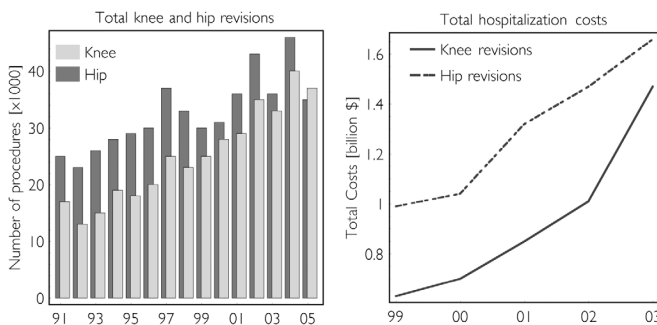 Total knee and hip revisions
Knee
Hip
Number of procedures [x1000]
40
30
20
10
0
91 93 95 97 99 01 03 05
Total hospitalization costs
Knee revisions
Hip revisions
Total Costs [billion $]
1.6
1.4
1.2
1
0.8
99 00 01 02 03